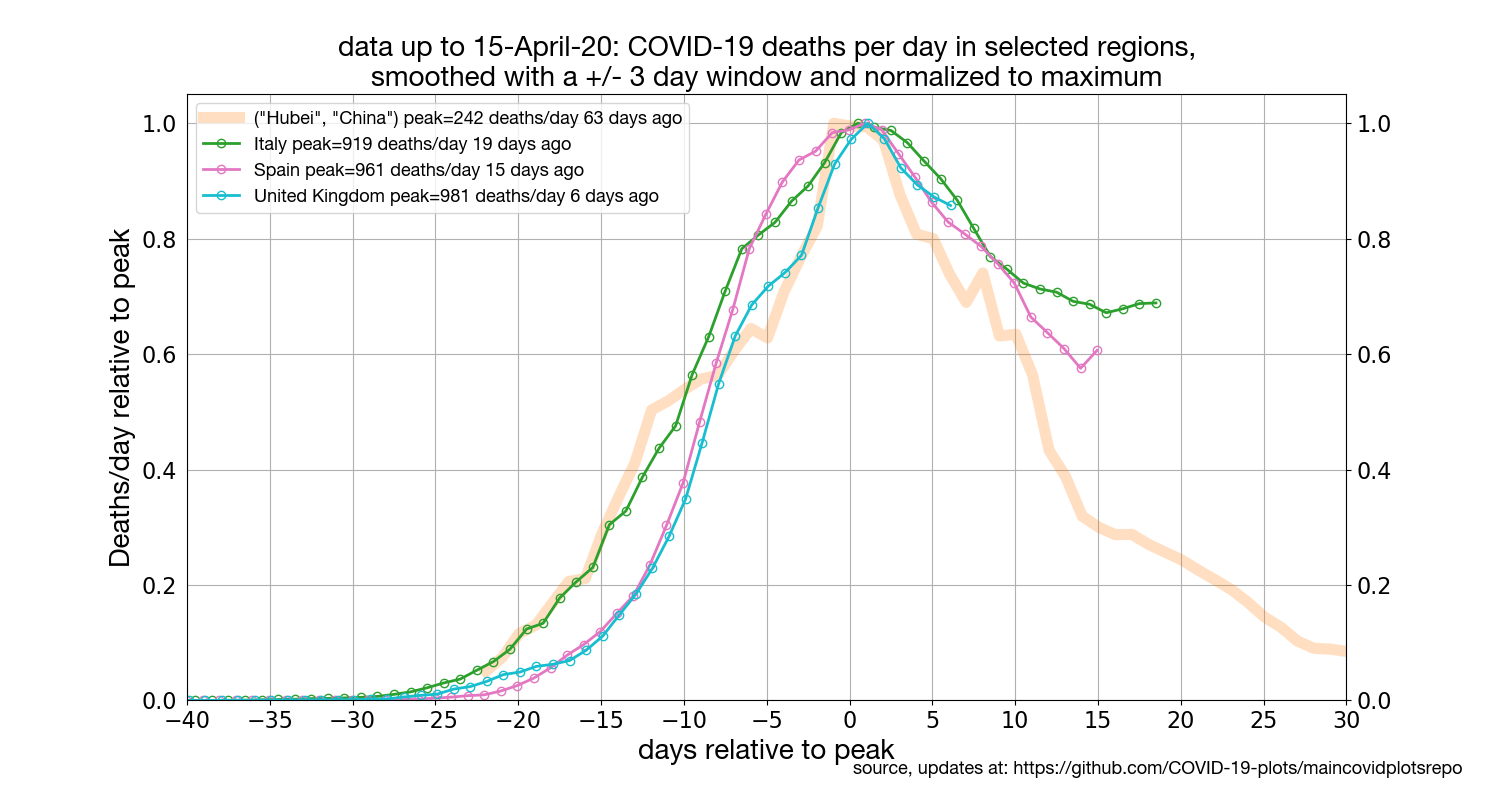 data up to 15-April-20: COVID-19 deaths per day in selected regions,
smoothed with a +/- 3 day window and normalized to maximum
("Hubei", "China") peak=242 deaths/day 63 days ago
Italy peak=919 deaths/day 19 days ago
Spain peak=961 deaths/day 15 days ago
United Kingdom peak=981 deaths/day 6 days ago
Deaths/day relative to peak
1.0
0.8
0.6
0.4
0.2
0.0
1.0
0.8
0.6
0.4
0.2
0.0
−40 −35 −30 −25 −20 −15 −10 −5 0 5 10 15 20 25 30
days relative to peak
source, updates at: https://github.com/COVID-19-plots/maincovidplotsrepo